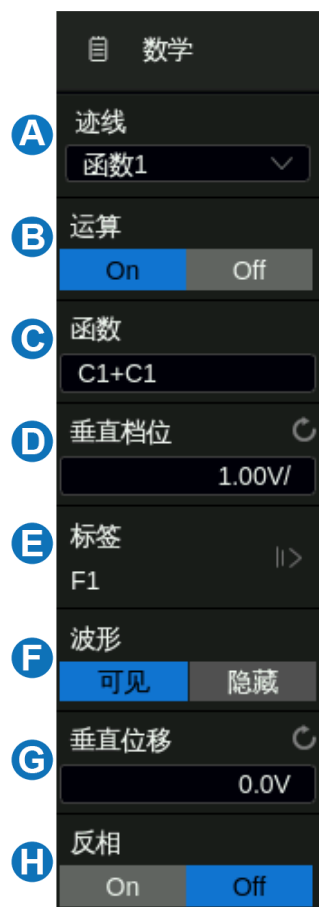 数学
A
迹线
函数1
B
运算
On Off
C
函数
C1+C1
D
垂直档位
1.00V/
E
标签
F1
F
波形
可见 隐藏
G
垂直位移
0.0V
H
反相
On Off